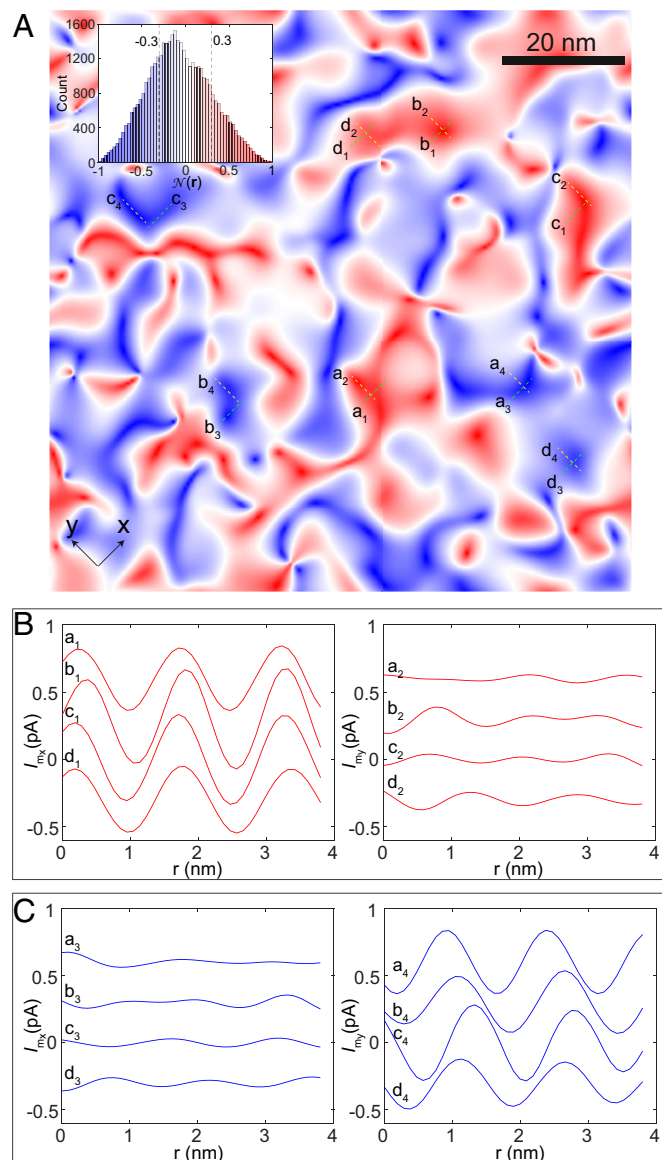 A
1600
1200
800
400
0
Count
-0.3
0.3
-1
-0.5
0
0.5
1
𝒩(r)
20 nm
b2
d2
d1
b1
c4
c3
c2
c1
b4
b3
a2
a1
a4
a3
d4
d3
y
x
B
1
0.5
0
-0.5
Imx(pA)
a1
b1
c1
d1
0
1
2
3
4
r (nm)
1
0.5
0
-0.5
Imy(pA)
a2
b2
c2
d2
0
1
2
3
4
r (nm)
C
1
0.5
0
-0.5
Imx(pA)
a3
b3
c3
d3
0
1
2
3
4
r (nm)
1
0.5
0
-0.5
Imy(pA)
a4
b4
c4
d4
0
1
2
3
4
r (nm)